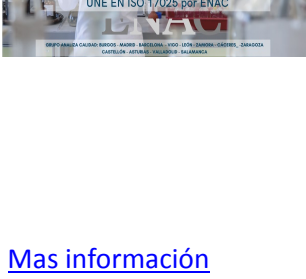 UNE EN ISO 17025 por ENAC
ENAC
GRUPO ANALIZA CALIDAD: BURGOS - MADRID - BARCELONA - VIGO - LEÓN - ZAMORA - CÁCERES - ZARAGOZA
CASTELLÓN - ASTURIAS - VALLADOLID - SALAMANCA
Mas información